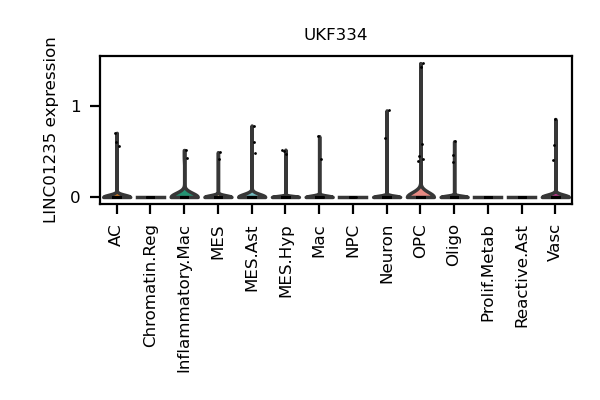 UKF334
LINC01235 expression
1
0
AC
Chromatin.Reg
Inflammatory.Mac
MES
MES.Ast
MES.Hyp
Mac
NPC
Neuron
OPC
Oligo
Prolif.Metab
Reactive.Ast
Vasc